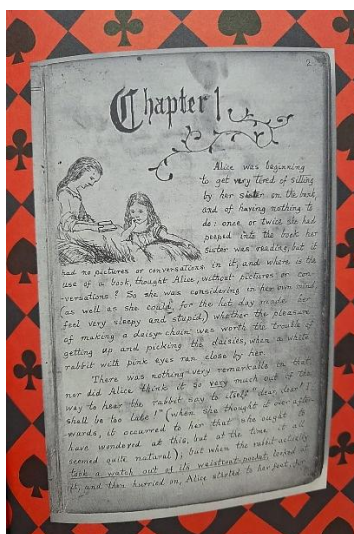 2.
Chapter 1
Alice was beginning
to get very tired of sitting
by her sister on the bank,
and of having nothing to
do: once or twice she had
peeped into the book her
sister was reading, but it
had no pictures or conversations in it, and where is the
use of a book, thought Alice, without pictures or con-
-versations? So she was considering in her own mind,
(as well as she could, for the hot day made her
feel very sleepy and stupid,) whether the pleasure
of making a daisy-chain was worth the trouble of
getting up and picking the daisies, when a white
rabbit with pink eyes ran close by her.
There was nothing very remarkable in that,
nor did Alice think it so very much out of the
way to hear the rabbit say to itself "dear, dear! I
shall be too late!" (when she thought it over after-
wards, it occurred to her that she ought to
have wondered at this, but at the time it all
seemed quite natural); but when the rabbit actually
took a watch out of its waistcoat-pocket, looked at
it, and then hurried on, Alice started to her feet, for